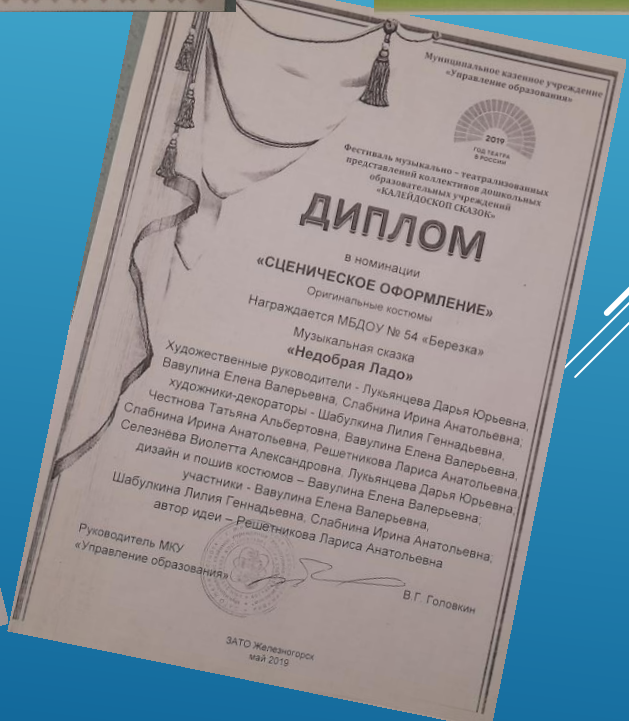 Муниципальное казенное учреждение
«Управление образования»
2019
ГОД ТЕАТРА
В РОССИИ
Фестиваль музыкально – театрализованных
представлений коллективов дошкольных
образовательных учреждений
«КАЛЕЙДОСКОП СКАЗОК»
ДИПЛОМ
в номинации
«СЦЕНИЧЕСКОЕ ОФОРМЛЕНИЕ»
Оригинальные костюмы
Награждается МБДОУ № 54 «Березка»
Музыкальная сказка
«Недобрая Ладо»
Художественные руководители - Лукьянцева Дарья Юрьевна,
Вавулина Елена Валерьевна, Слабнина Ирина Анатольевна;
художники-декораторы - Шабулкина Лилия Геннадьевна,
Честнова Татьяна Альбертовна, Вавулина Елена Валерьевна,
Слабнина Ирина Анатольевна, Решетникова Лариса Анатольевна,
Селезнёва Виолетта Александровна, Лукьянцева Дарья Юрьевна;
дизайн и пошив костюмов – Вавулина Елена Валерьевна;
участники - Вавулина Елена Валерьевна,
Шабулкина Лилия Геннадьевна, Слабнина Ирина Анатольевна;
автор идеи – Решетникова Лариса Анатольевна
Руководитель МКУ
«Управление образования»
В.Г. Головкин
ЗАТО Железногорск
май 2019